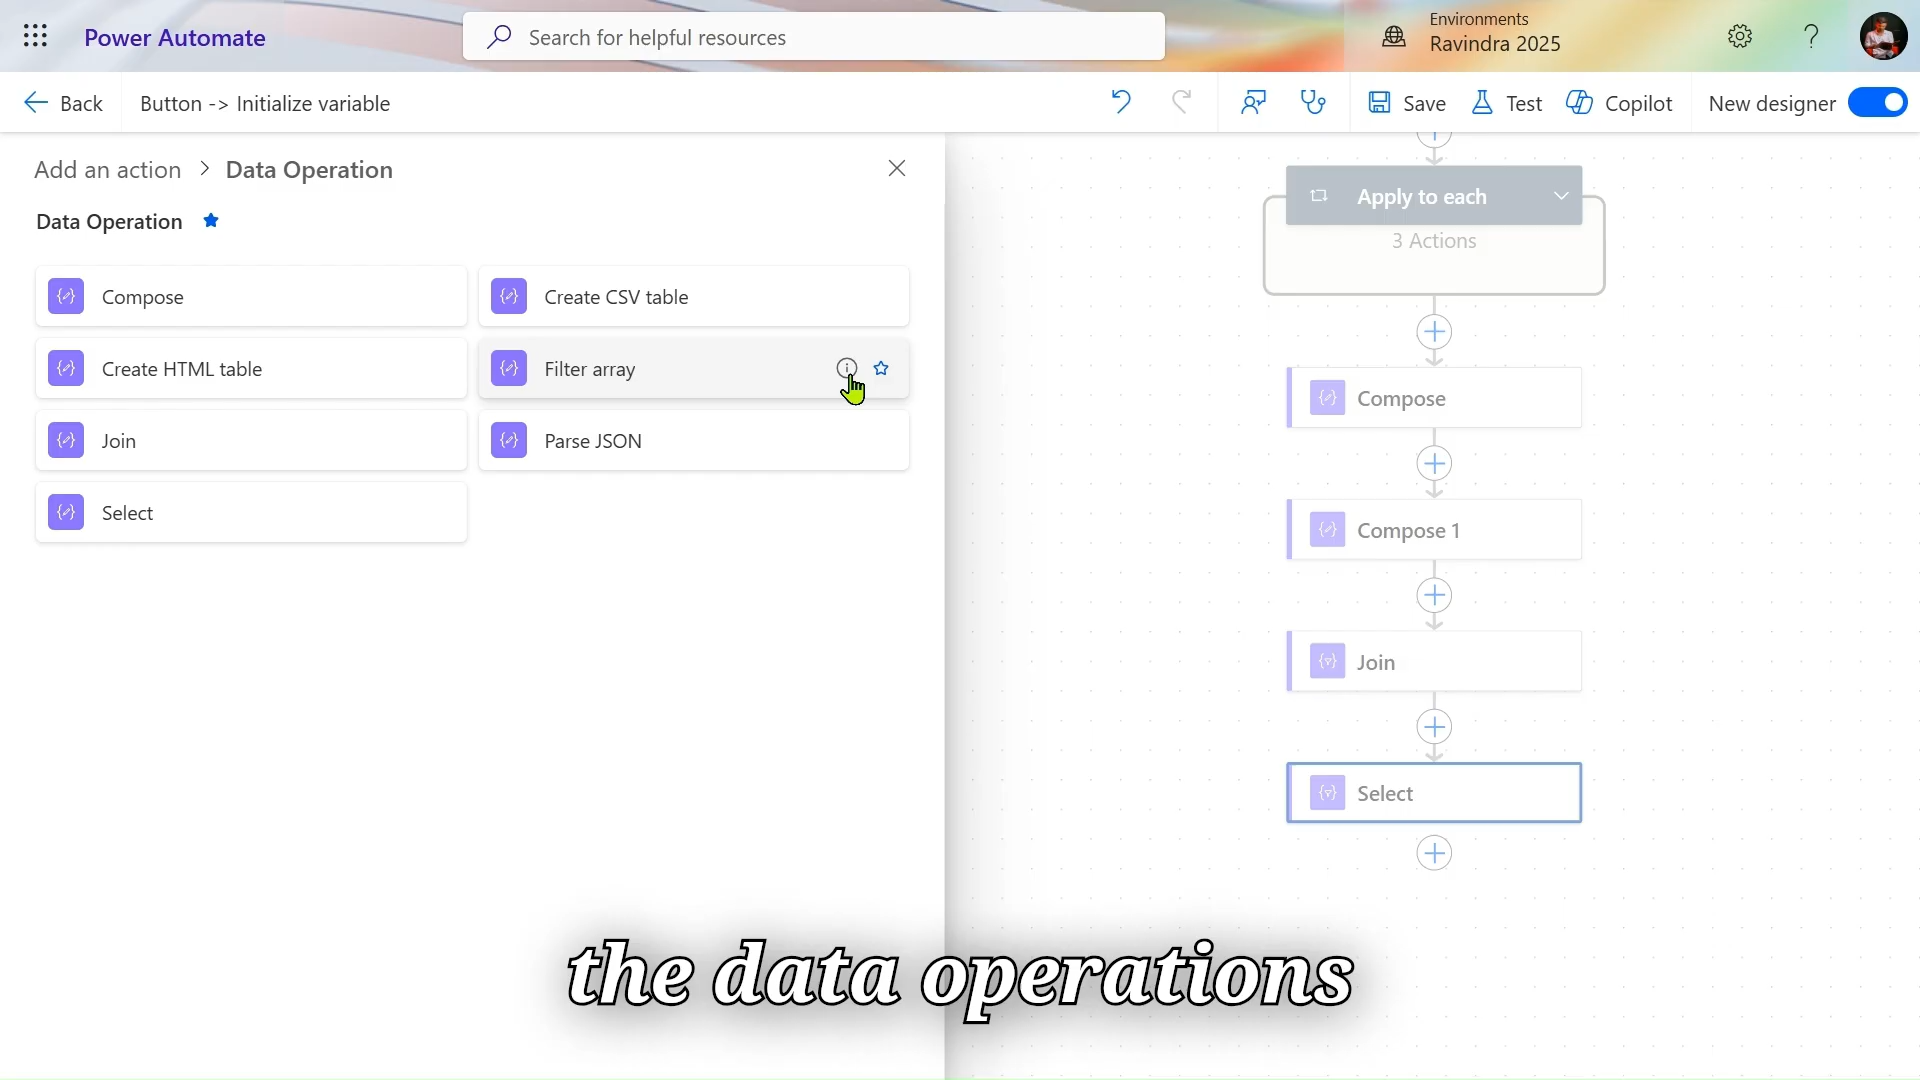 Power Automate
Search for helpful resources
Environments
Ravindra 2025
Back
Button -> Initialize variable
Save
Test
Copilot
New designer
Add an action > Data Operation
Data Operation
Compose
Create CSV table
Create HTML table
Filter array
Join
Parse JSON
Select
Apply to each
3 Actions
Compose
Compose 1
Join
Select
the data operations